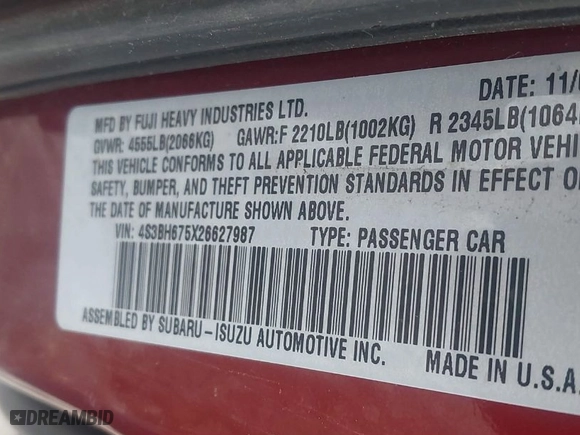 DATE: 11/
MFD BY FUJI HEAVY INDUSTRIES LTD.
GVWR: 4555LB(2066KG) GAWR:F 2210LB(1002KG) R 2345LB(1064
THIS VEHICLE CONFORMS TO ALL APPLICABLE FEDERAL MOTOR VEHI
SAFETY, BUMPER, AND THEFT PREVENTION STANDARDS IN EFFECT O
THE DATE OF MANUFACTURE SHOWN ABOVE.
VIN: 4S3BH675X26627987 TYPE: PASSENGER CAR
ASSEMBLED BY SUBARU-ISUZU AUTOMOTIVE INC. MADE IN U.S.A.
DREAMBID